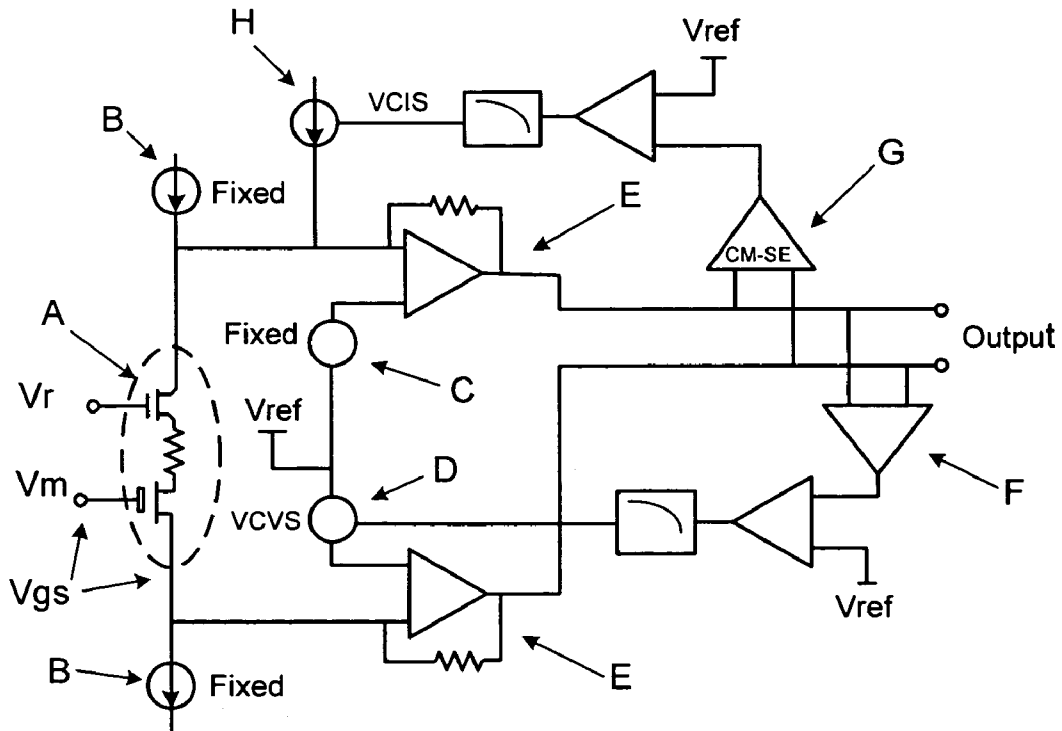 H
Vref
VCIS
B
G
Fixed
E
CM-SE
A
Fixed
Output
C
Vr
Vref
D
Vm
F
VCVS
Vgs
Vref
B
E
Fixed